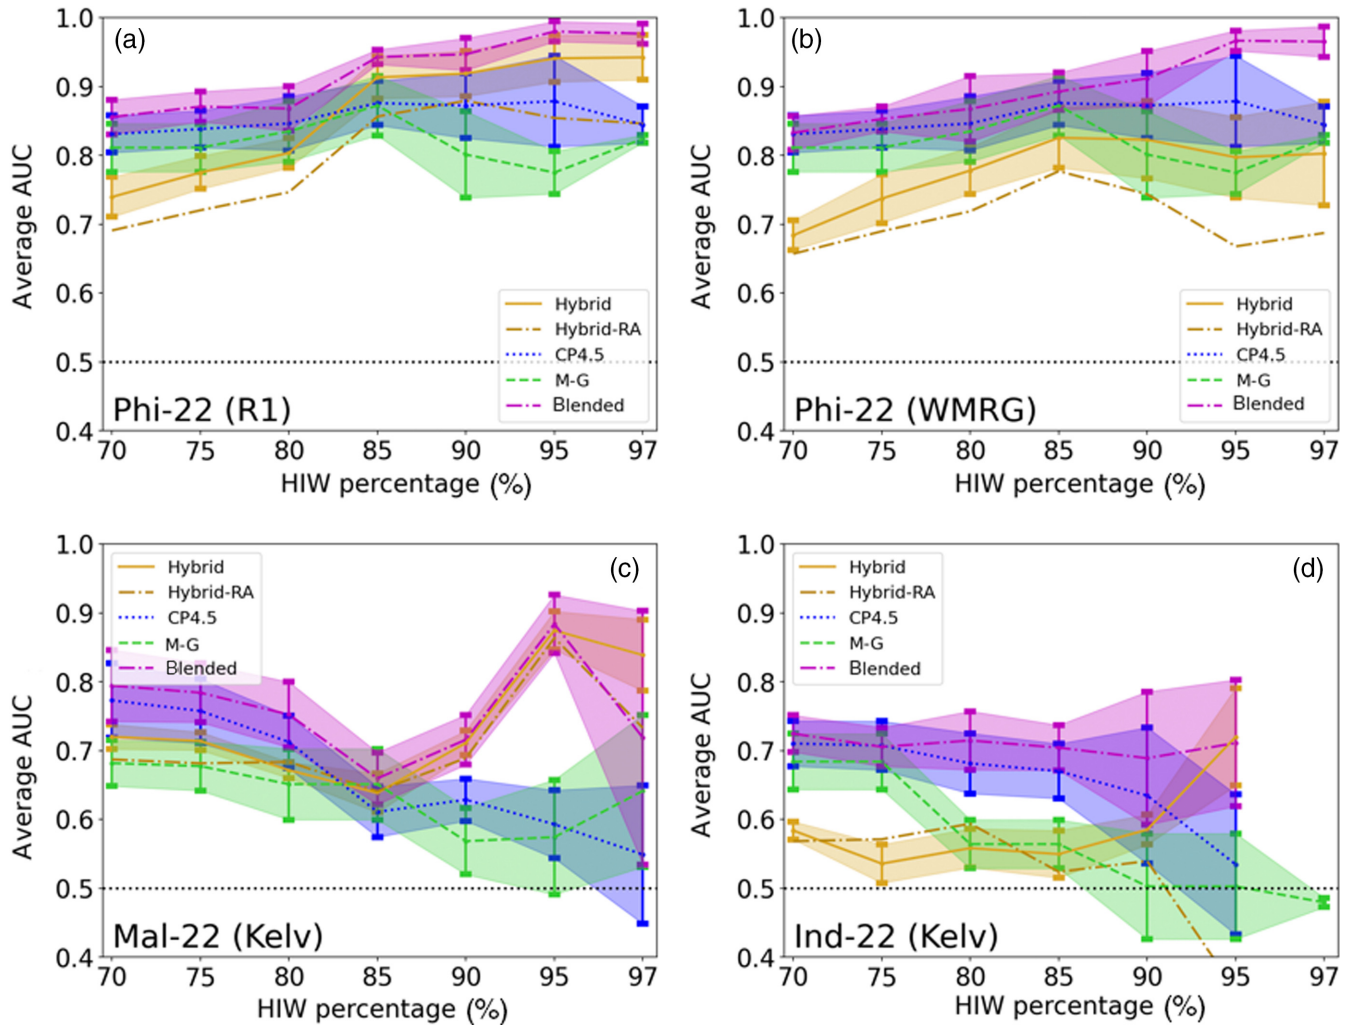 (a)
Average AUC
1.0
0.9
0.8
0.7
0.6
0.5
0.4
Hybrid
Hybrid-RA
CP4.5
M-G
Blended
Phi-22 (R1)
70 75 80 85 90 95 97
HIW percentage (%)
(b)
Average AUC
1.0
0.9
0.8
0.7
0.6
0.5
0.4
Hybrid
Hybrid-RA
CP4.5
M-G
Blended
Phi-22 (WMRG)
70 75 80 85 90 95 97
HIW percentage (%)
(c)
Average AUC
1.0
0.9
0.8
0.7
0.6
0.5
0.4
Hybrid
Hybrid-RA
CP4.5
M-G
Blended
Mal-22 (Kelv)
70 75 80 85 90 95 97
HIW percentage (%)
(d)
Average AUC
1.0
0.9
0.8
0.7
0.6
0.5
0.4
Hybrid
Hybrid-RA
CP4.5
M-G
Blended
Ind-22 (Kelv)
70 75 80 85 90 95 97
HIW percentage (%)